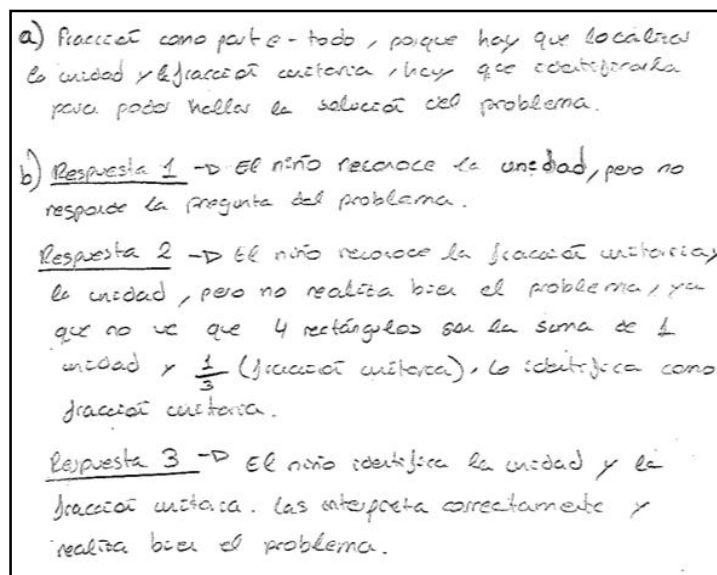 a) Fracción como parte-todo, porque hay que localizar
la unidad y la fracción unitaria, hay que identificarla
para poder hallar la solución del problema.
b) Respuesta 1 → El niño reconoce la unidad, pero no
responde la pregunta del problema.
Respuesta 2 → El niño reconoce la fracción unitaria y
la unidad, pero no realiza bien el problema, ya
que no ve que 4 rectángulos son la suma de 1
unidad y 1/3 (fracción unitaria), lo identifica como
fracción unitaria.
Respuesta 3 → El niño identifica la unidad y la
fracción unitaria. Las interpreta correctamente y
realiza bien el problema.